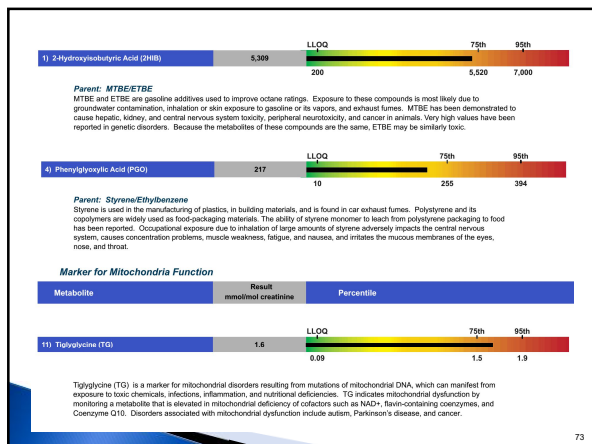 LLOQ 75th 95th
1) 2-Hydroxyisobutyric Acid (2HIB) 5,309
200 5,520 7,000
Parent: MTBE/ETBE
MTBE and ETBE are gasoline additives used to improve octane ratings. Exposure to these compounds is most likely due to
groundwater contamination, inhalation or skin exposure to gasoline or its vapors, and exhaust fumes. MTBE has been demonstrated to
cause hepatic, kidney, and central nervous system toxicity, peripheral neurotoxicity, and cancer in animals. Very high values have been
reported in genetic disorders. Because the metabolites of these compounds are the same, ETBE may be similarly toxic.
LLOQ 75th 95th
4) Phenylglyoxylic Acid (PGO) 217
10 255 394
Parent: Styrene/Ethylbenzene
Styrene is used in the manufacturing of plastics, in building materials, and is found in car exhaust fumes. Polystyrene and its
copolymers are widely used as food-packaging materials. The ability of styrene monomer to leach from polystyrene packaging to food
has been reported. Occupational exposure due to inhalation of large amounts of styrene adversely impacts the central nervous
system, causes concentration problems, muscle weakness, fatigue, and nausea, and irritates the mucous membranes of the eyes,
nose, and throat.
Marker for Mitochondria Function
Metabolite Result mmol/mol creatinine Percentile
LLOQ 75th 95th
11) Tiglylglycine (TG) 1.6
0.09 1.5 1.9
Tiglyglycine (TG) is a marker for mitochondrial disorders resulting from mutations of mitochondrial DNA, which can manifest from
exposure to toxic chemicals, infections, inflammation, and nutritional deficiencies. TG indicates mitochondrial dysfunction by
monitoring a metabolite that is elevated in mitochondrial deficiency of cofactors such as NAD+, flavin-containing coenzymes, and
Coenzyme Q10. Disorders associated with mitochondrial dysfunction include autism, Parkinson's disease, and cancer.
73